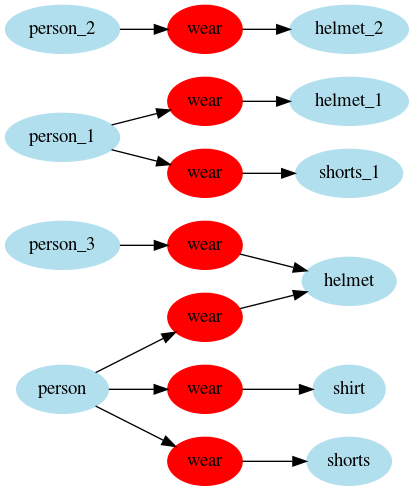 person_2 wear helmet_2
wear helmet_1
person_1
wear shorts_1
person_3 wear
helmet
wear
person wear shirt
wear shorts